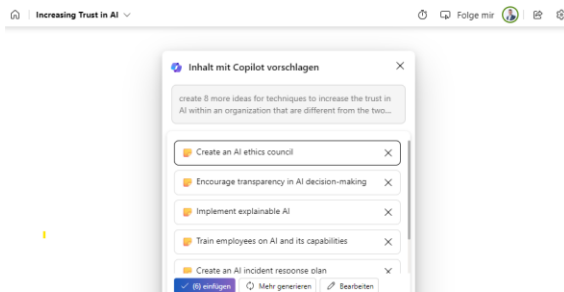 Increasing Trust in AI
Folge mir
Inhalt mit Copilot vorschlagen
create 8 more ideas for techniques to increase the trust in
AI within an organization that are different from the two...
Create an AI ethics council
Encourage transparency in AI decision-making
Implement explainable AI
Train employees on AI and its capabilities
Create an AI incident response plan
(6) einfügen
Mehr generieren
Bearbeiten